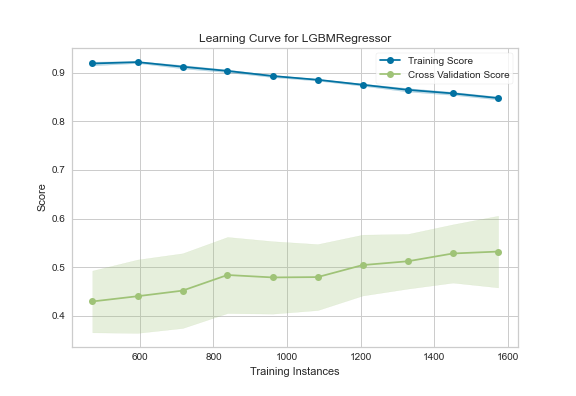 Learning Curve for LGBMRegressor
Training Score
Cross Validation Score
0.9
0.8
0.7
0.6
0.5
0.4
Score
600
800
1000
1200
1400
1600
Training Instances